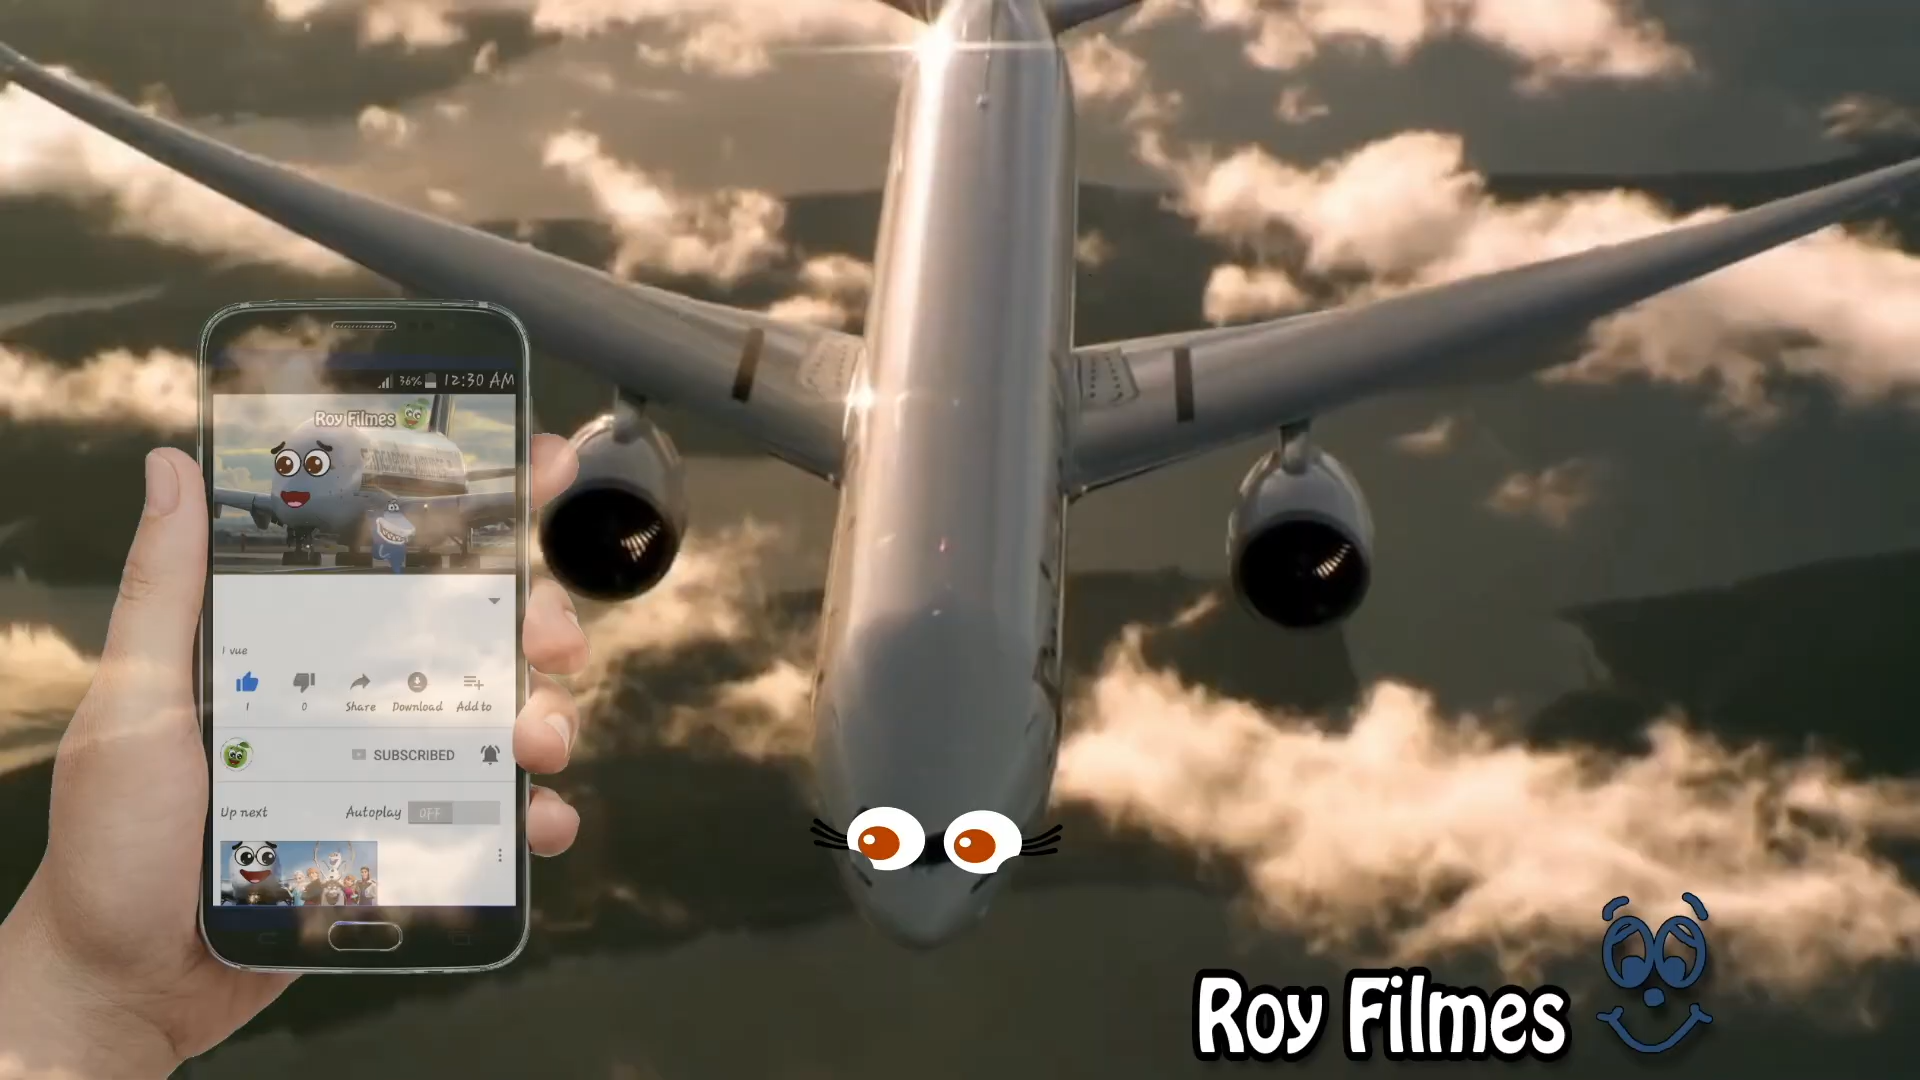 36% 12:30 AM
Roy Filmes
1 vue
1
0
Share
Download
Add to
SUBSCRIBED
Up next
Autoplay
OFF
Roy Filmes